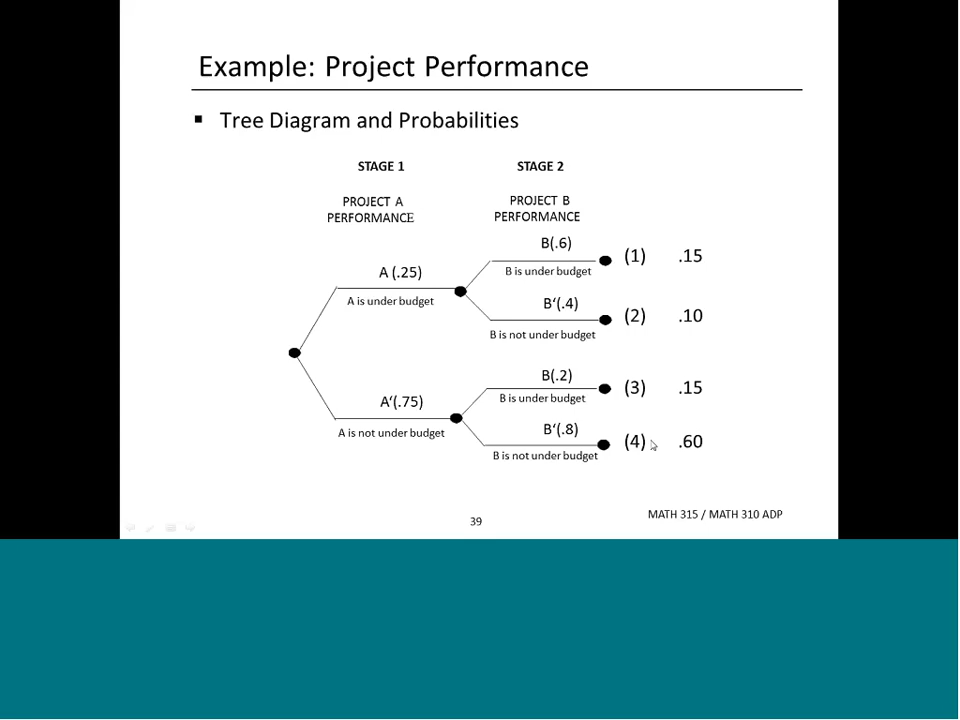 Example: Project Performance
▪ Tree Diagram and Probabilities
STAGE 1 STAGE 2
PROJECT A
PERFORMANCE
PROJECT B
PERFORMANCE
B(.6)
B is under budget
(1) .15
A (.25)
A is under budget
B‘(.4)
B is not under budget
(2) .10
B(.2)
B is under budget
(3) .15
A‘(.75)
A is not under budget
B‘(.8)
B is not under budget
(4) .60
39
MATH 315 / MATH 310 ADP